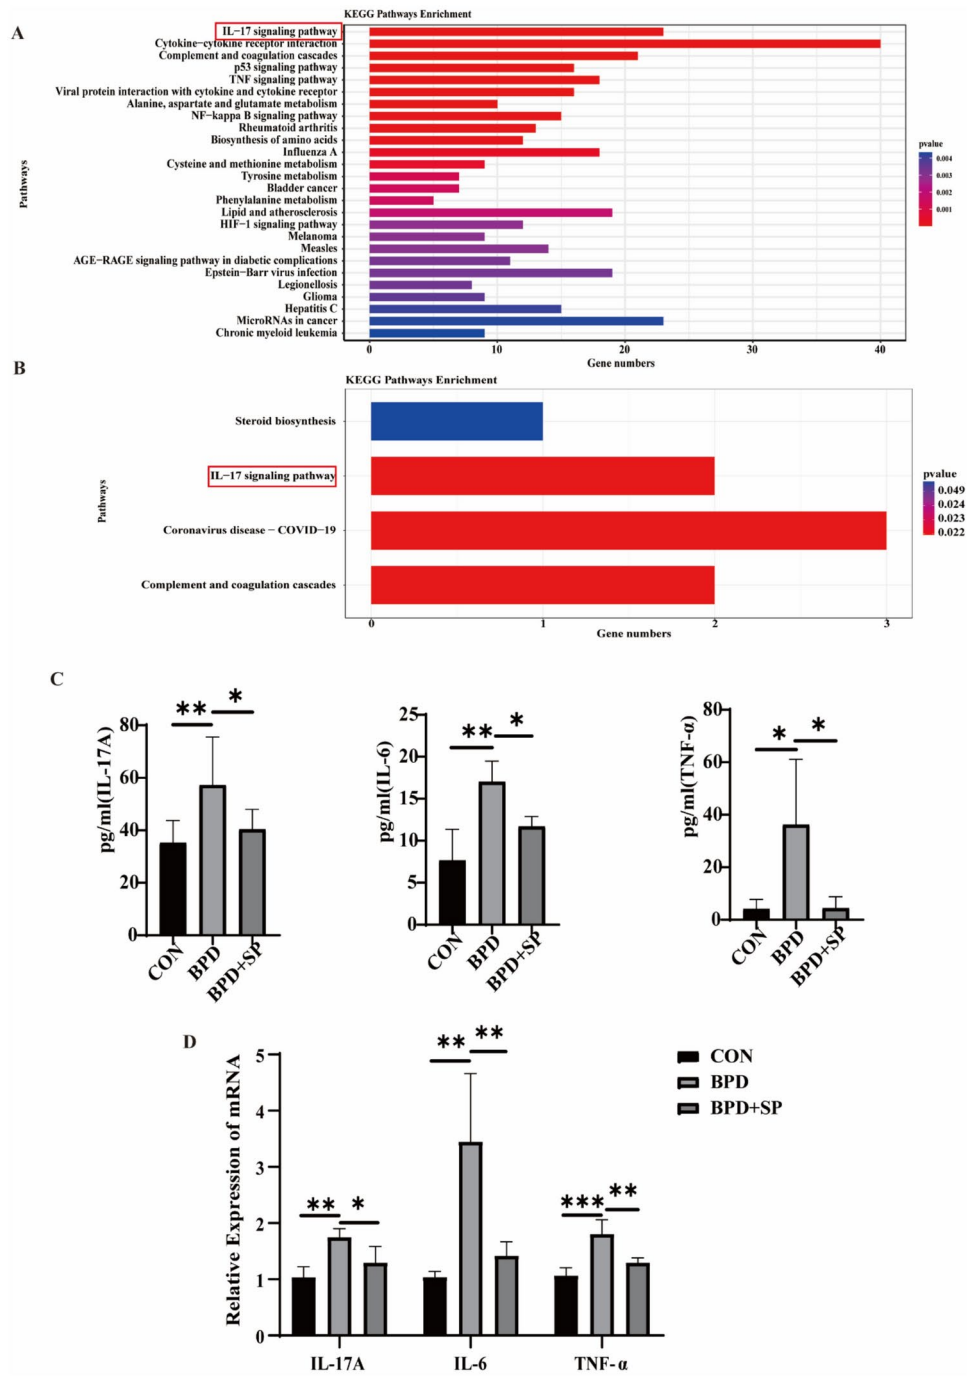 A
KEGG Pathways Enrichment
IL−17 signaling pathway
Cytokine−cytokine receptor interaction
Complement and coagulation cascades
p53 signaling pathway
TNF signaling pathway
Viral protein interaction with cytokine and cytokine receptor
Alanine, aspartate and glutamate metabolism
NF−kappa B signaling pathway
Rheumatoid arthritis
Biosynthesis of amino acids
Influenza A
Cysteine and methionine metabolism
Tyrosine metabolism
Bladder cancer
Phenylalanine metabolism
Lipid and atherosclerosis
HIF−1 signaling pathway
Melanoma
Measles
AGE−RAGE signaling pathway in diabetic complications
Epstein−Barr virus infection
Legionellosis
Glioma
Hepatitis C
MicroRNAs in cancer
Chronic myeloid leukemia
Pathways
0 10 20 30 40
Gene numbers
pvalue
0.004
0.003
0.002
0.001
B
KEGG Pathways Enrichment
Steroid biosynthesis
IL−17 signaling pathway
Coronavirus disease − COVID−19
Complement and coagulation cascades
Pathways
0 1 2 3
Gene numbers
pvalue
0.049
0.024
0.023
0.022
C
pg/ml(IL-17A)
80
60
40
20
0
** *
CON BPD BPD+SP
pg/ml(IL-6)
25
20
15
10
5
0
** *
CON BPD BPD+SP
pg/ml(TNF-α)
80
60
40
20
0
* *
CON BPD BPD+SP
D
Relative Expression of mRNA
5
4
3
2
1
0
** *
** **
*** **
IL-17A IL-6 TNF-α
CON
BPD
BPD+SP